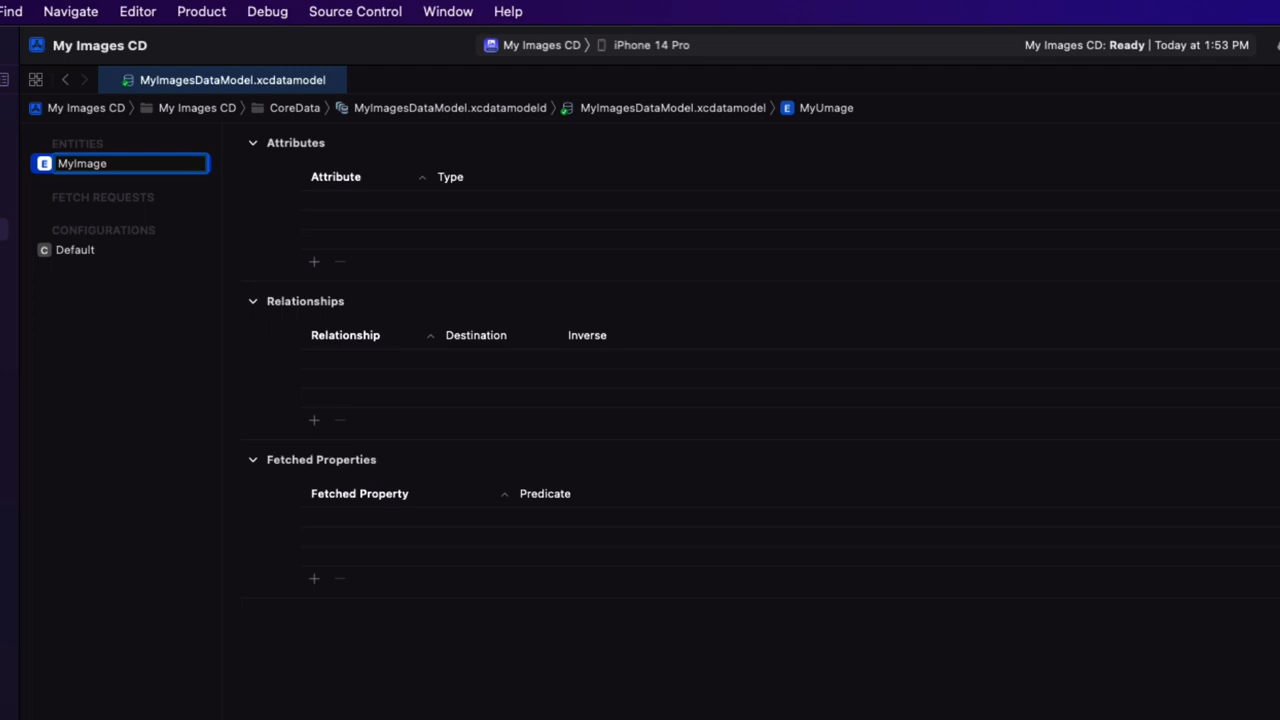 Find Navigate Editor Product Debug Source Control Window Help
My Images CD My Images CD iPhone 14 Pro My Images CD: Ready | Today at 1:53 PM
MyImagesDataModel.xcdatamodel
My Images CD My Images CD CoreData MyImagesDataModel.xcdatamodeld MyImagesDataModel.xcdatamodel E MyUmage
ENTITIES
E MyImage
FETCH REQUESTS
CONFIGURATIONS
C Default
Attributes
Attribute Type
Relationships
Relationship Destination Inverse
Fetched Properties
Fetched Property Predicate